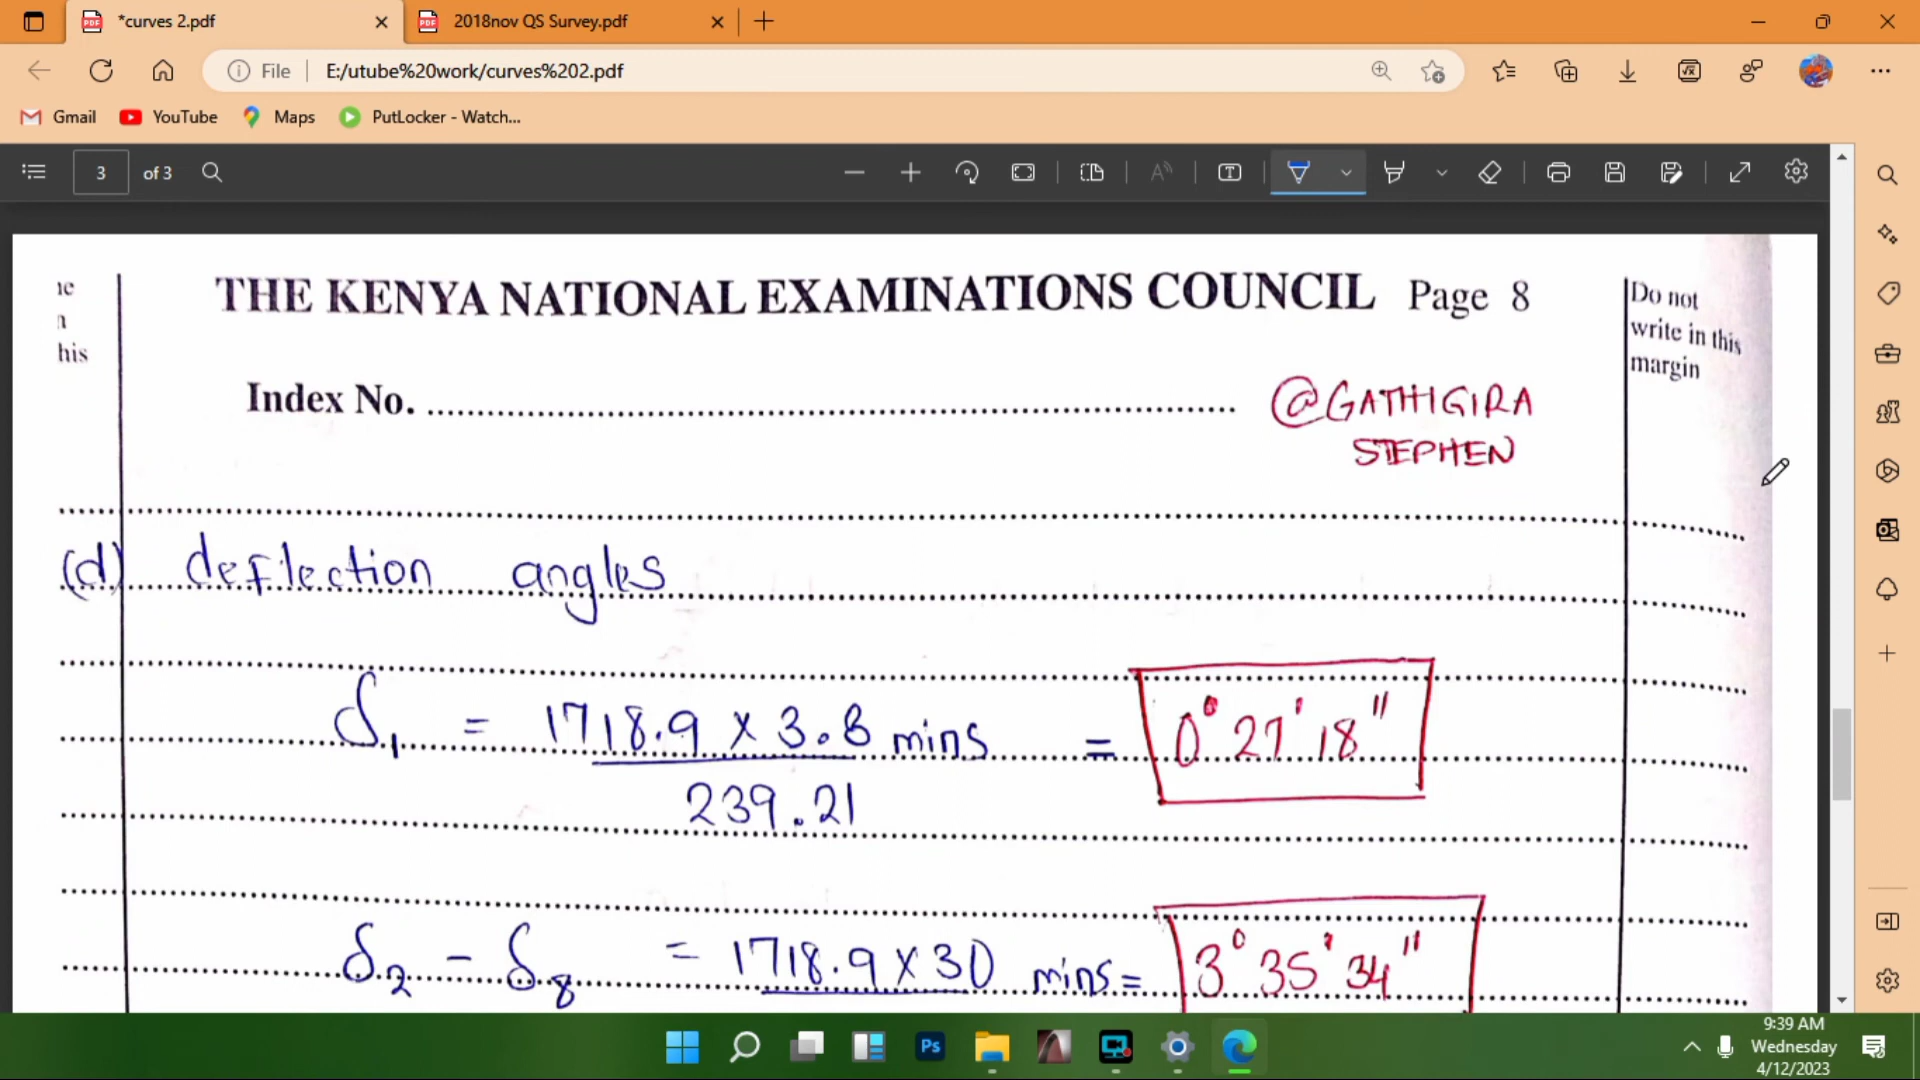 *curves 2.pdf
2018nov QS Survey.pdf
File
E:/utube%20work/curves%202.pdf
Gmail
YouTube
Maps
PutLocker - Watch...
3 of 3
he
n
his
THE KENYA NATIONAL EXAMINATIONS COUNCIL Page 8
Do not
write in this
margin
Index No. ..........
@GATHIGIRA
STEPHEN
(d) deflection angles
δ1 = 1718.9 x 3.8 mins = 0° 27' 18"
239.21
δ2 - δ8 = 1718.9 x 30 mins = 3° 35' 34"
Ps
9:39 AM
Wednesday
4/12/2023